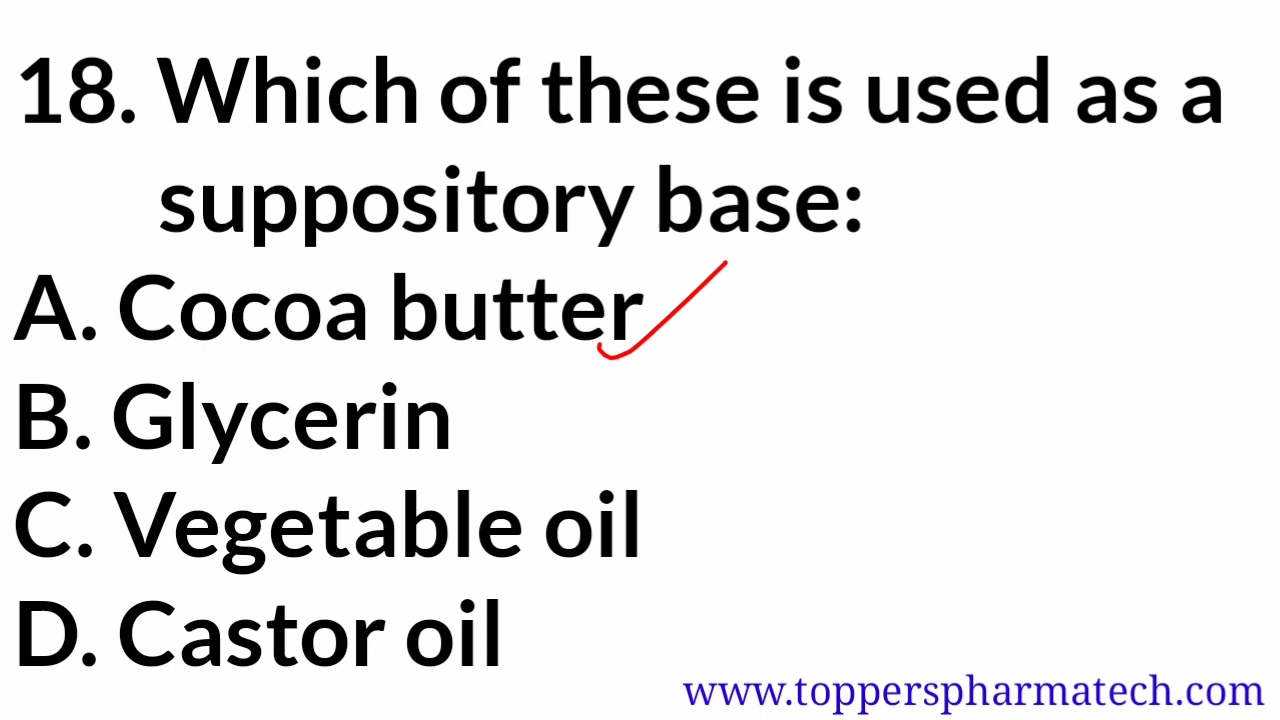 18. Which of these is used as a
suppository base:
A. Cocoa butter
B. Glycerin
C. Vegetable oil
D. Castor oil
www.topperspharmatech.com